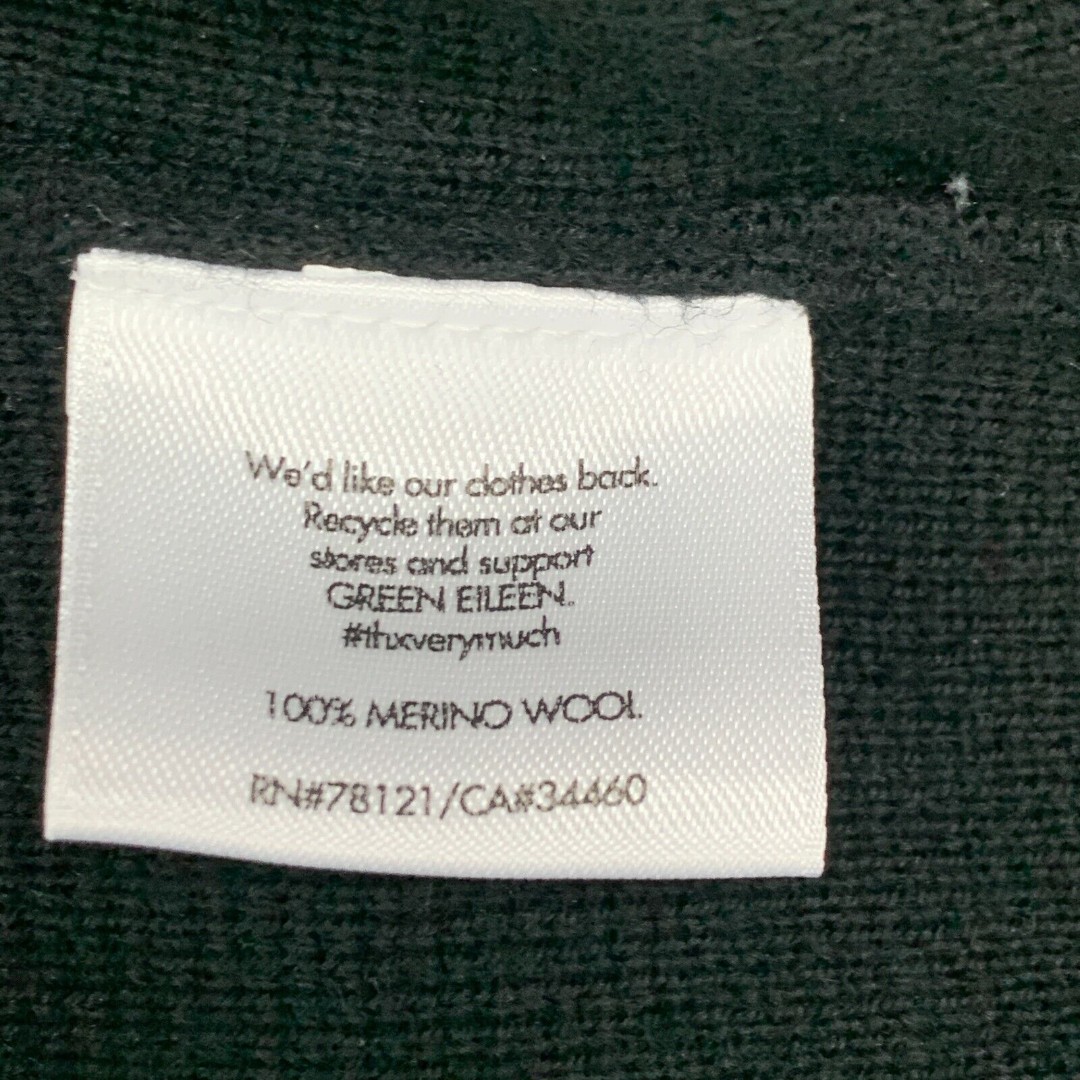 We'd like our clothes back.
Recycle them at our
stores and support
GREEN EILEEN.
#thxverymuch
100% MERINO WOOL
RN#78121/CA#34460